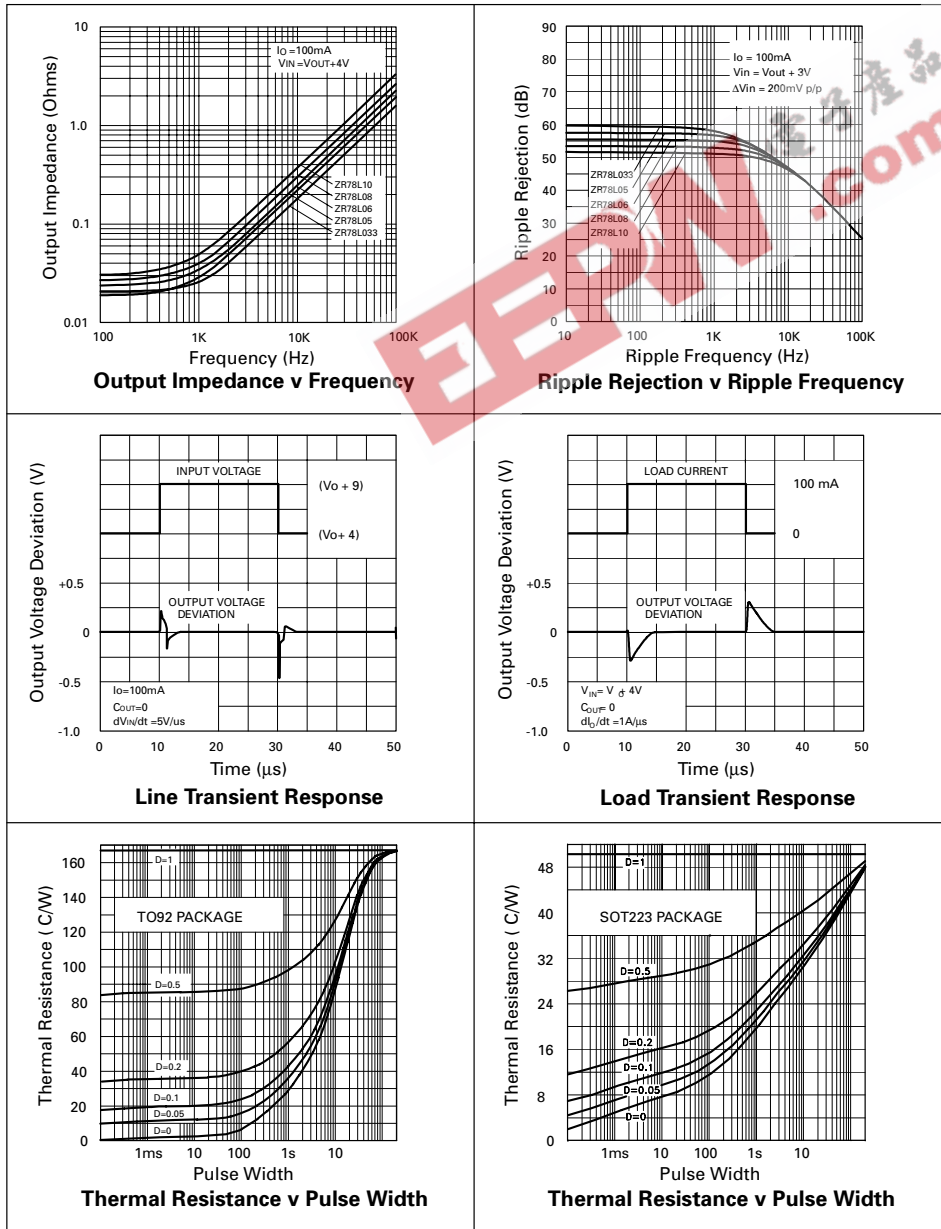 10
1.0
0.1
0.01
Output Impedance (Ohms)
IO =100mA
VIN =VOUT+4V
ZR78L10
ZR78L08
ZR78L06
ZR78L05
ZR78L033
100
1K
10K
100K
Frequency (Hz)
Output Impedance v Frequency
90
80
70
60
50
40
30
20
10
0
Ripple Rejection (dB)
Io = 100mA
Vin = Vout + 3V
ΔVin = 200mV p/p
ZR78L033
ZR78L05
ZR78L06
ZR78L08
ZR78L10
10
100
1K
10K
100K
Ripple Frequency (Hz)
Ripple Rejection v Ripple Frequency
EEPW
.com
子產品
Output Voltage Deviation (V)
INPUT VOLTAGE
(Vo + 9)
(Vo+ 4)
+0.5
0
-0.5
-1.0
OUTPUT VOLTAGE
DEVIATION
Io=100mA
COUT=0
dVIN/dt =5V/us
0
10
20
30
40
50
Time (µs)
Line Transient Response
Output Voltage Deviation (V)
LOAD CURRENT
100 mA
0
+0.5
0
-0.5
-1.0
OUTPUT VOLTAGE
DEVIATION
VIN= V O+ 4V
COUT= 0
dIO/dt =1A/µs
0
10
20
30
40
50
Time (µs)
Load Transient Response
160
140
120
100
80
60
40
20
0
Thermal Resistance ( C/W)
D=1
TO92 PACKAGE
D=0.5
D=0.2
D=0.1
D=0.05
D=0
1ms
10
100
1s
10
Pulse Width
Thermal Resistance v Pulse Width
48
40
32
24
16
8
0
Thermal Resistance ( C/W)
D=1
SOT223 PACKAGE
D=0.5
D=0.2
D=0.1
D=0.05
D=0
1ms
10
100
1s
10
Pulse Width
Thermal Resistance v Pulse Width